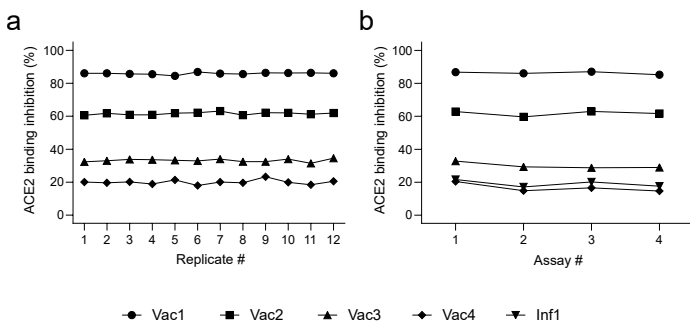 a
ACE2 binding inhibition (%)
100
80
60
40
20
0
1 2 3 4 5 6 7 8 9 10 11 12
Replicate #
b
ACE2 binding inhibition (%)
100
80
60
40
20
0
1 2 3 4
Assay #
Vac1 Vac2 Vac3 Vac4 Inf1